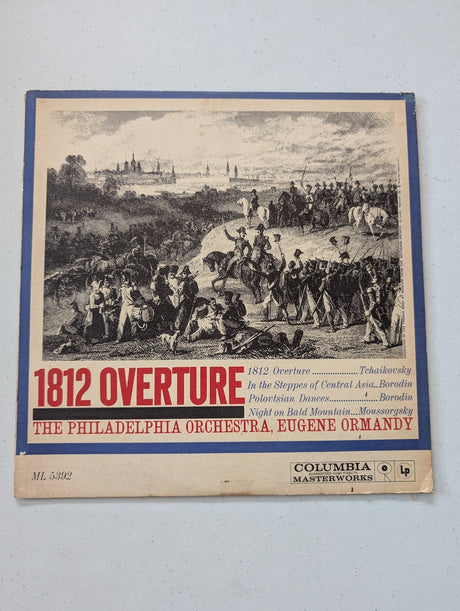 1812 OVERTURE
1812 Overture................Tchaikovsky
In the Steppes of Central Asia..Borodin
Polovtsian Dances................Borodin
Night on Bald Mountain...Moussorgsky
THE PHILADELPHIA ORCHESTRA, EUGENE ORMANDY
ML 5392
COLUMBIA
MASTERWORKS
LP